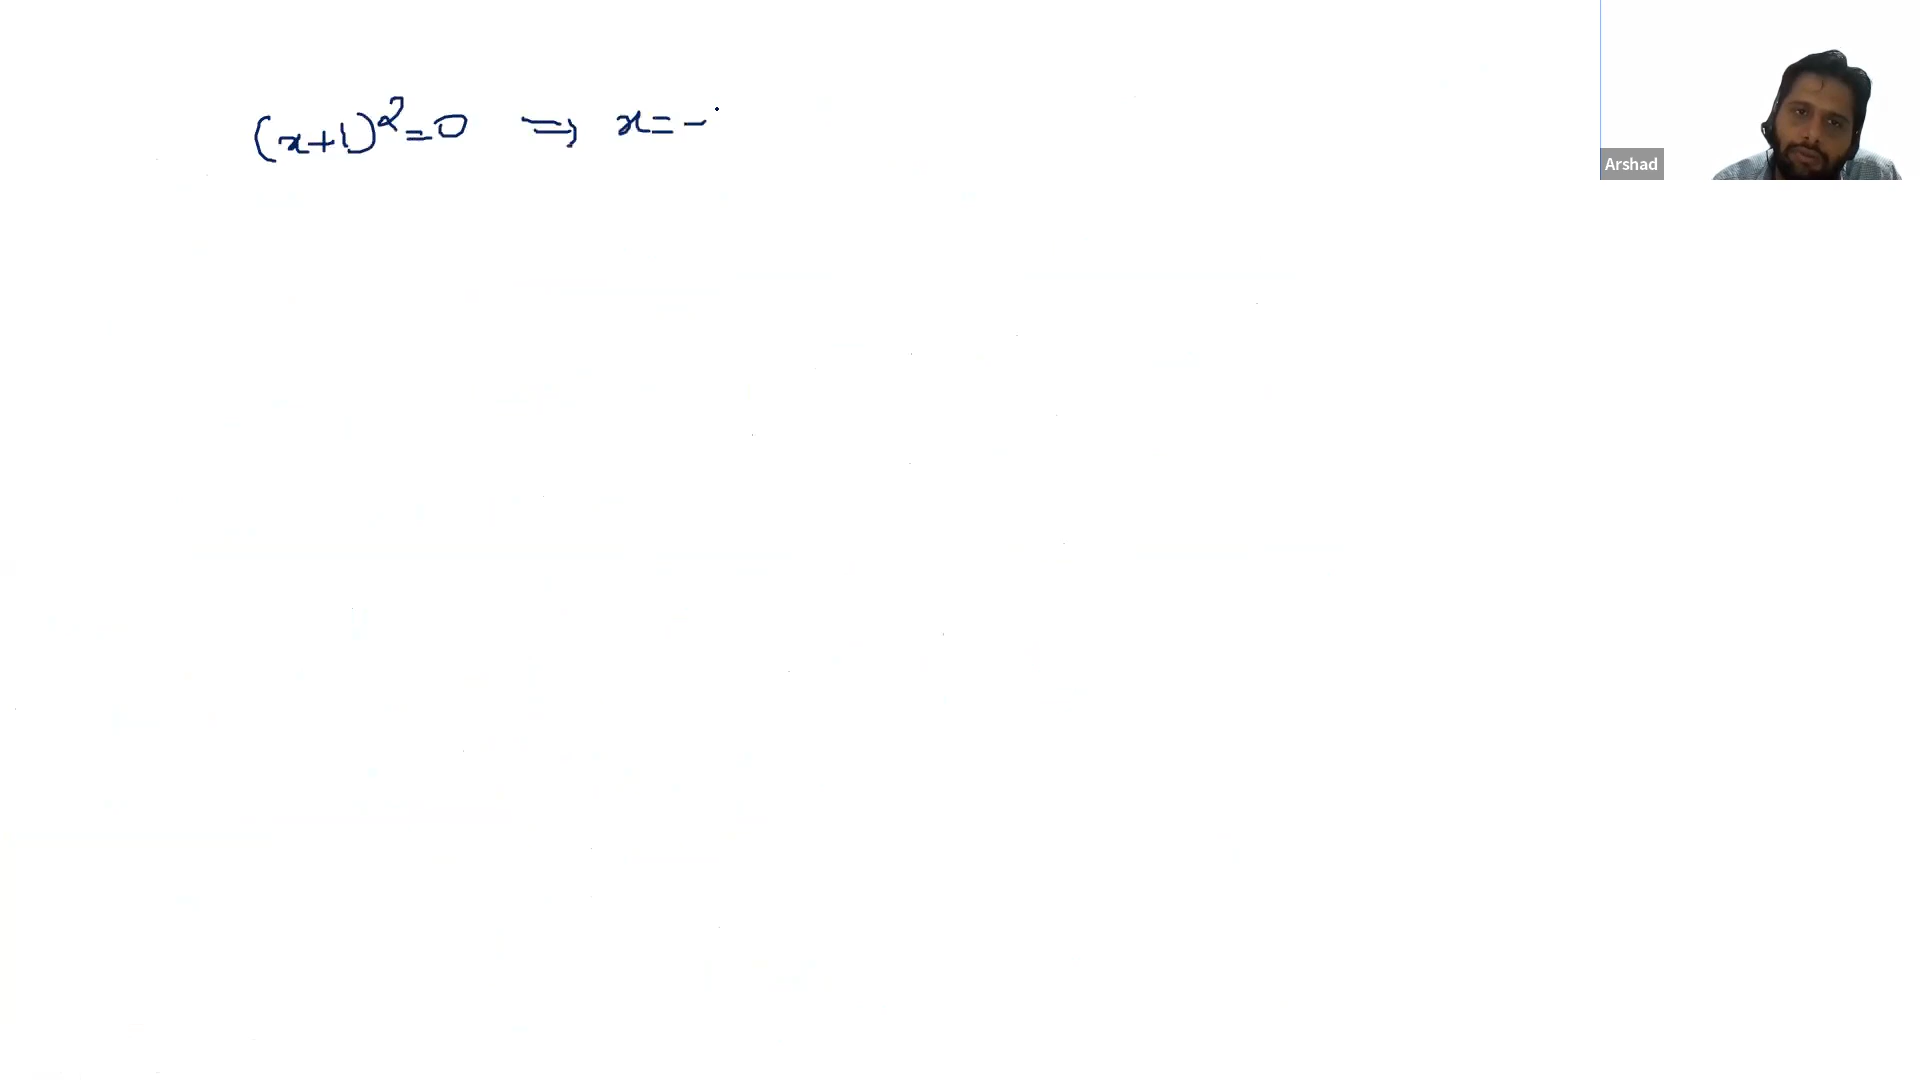 (x+1)²=0 ⇒ x=-
Arshad